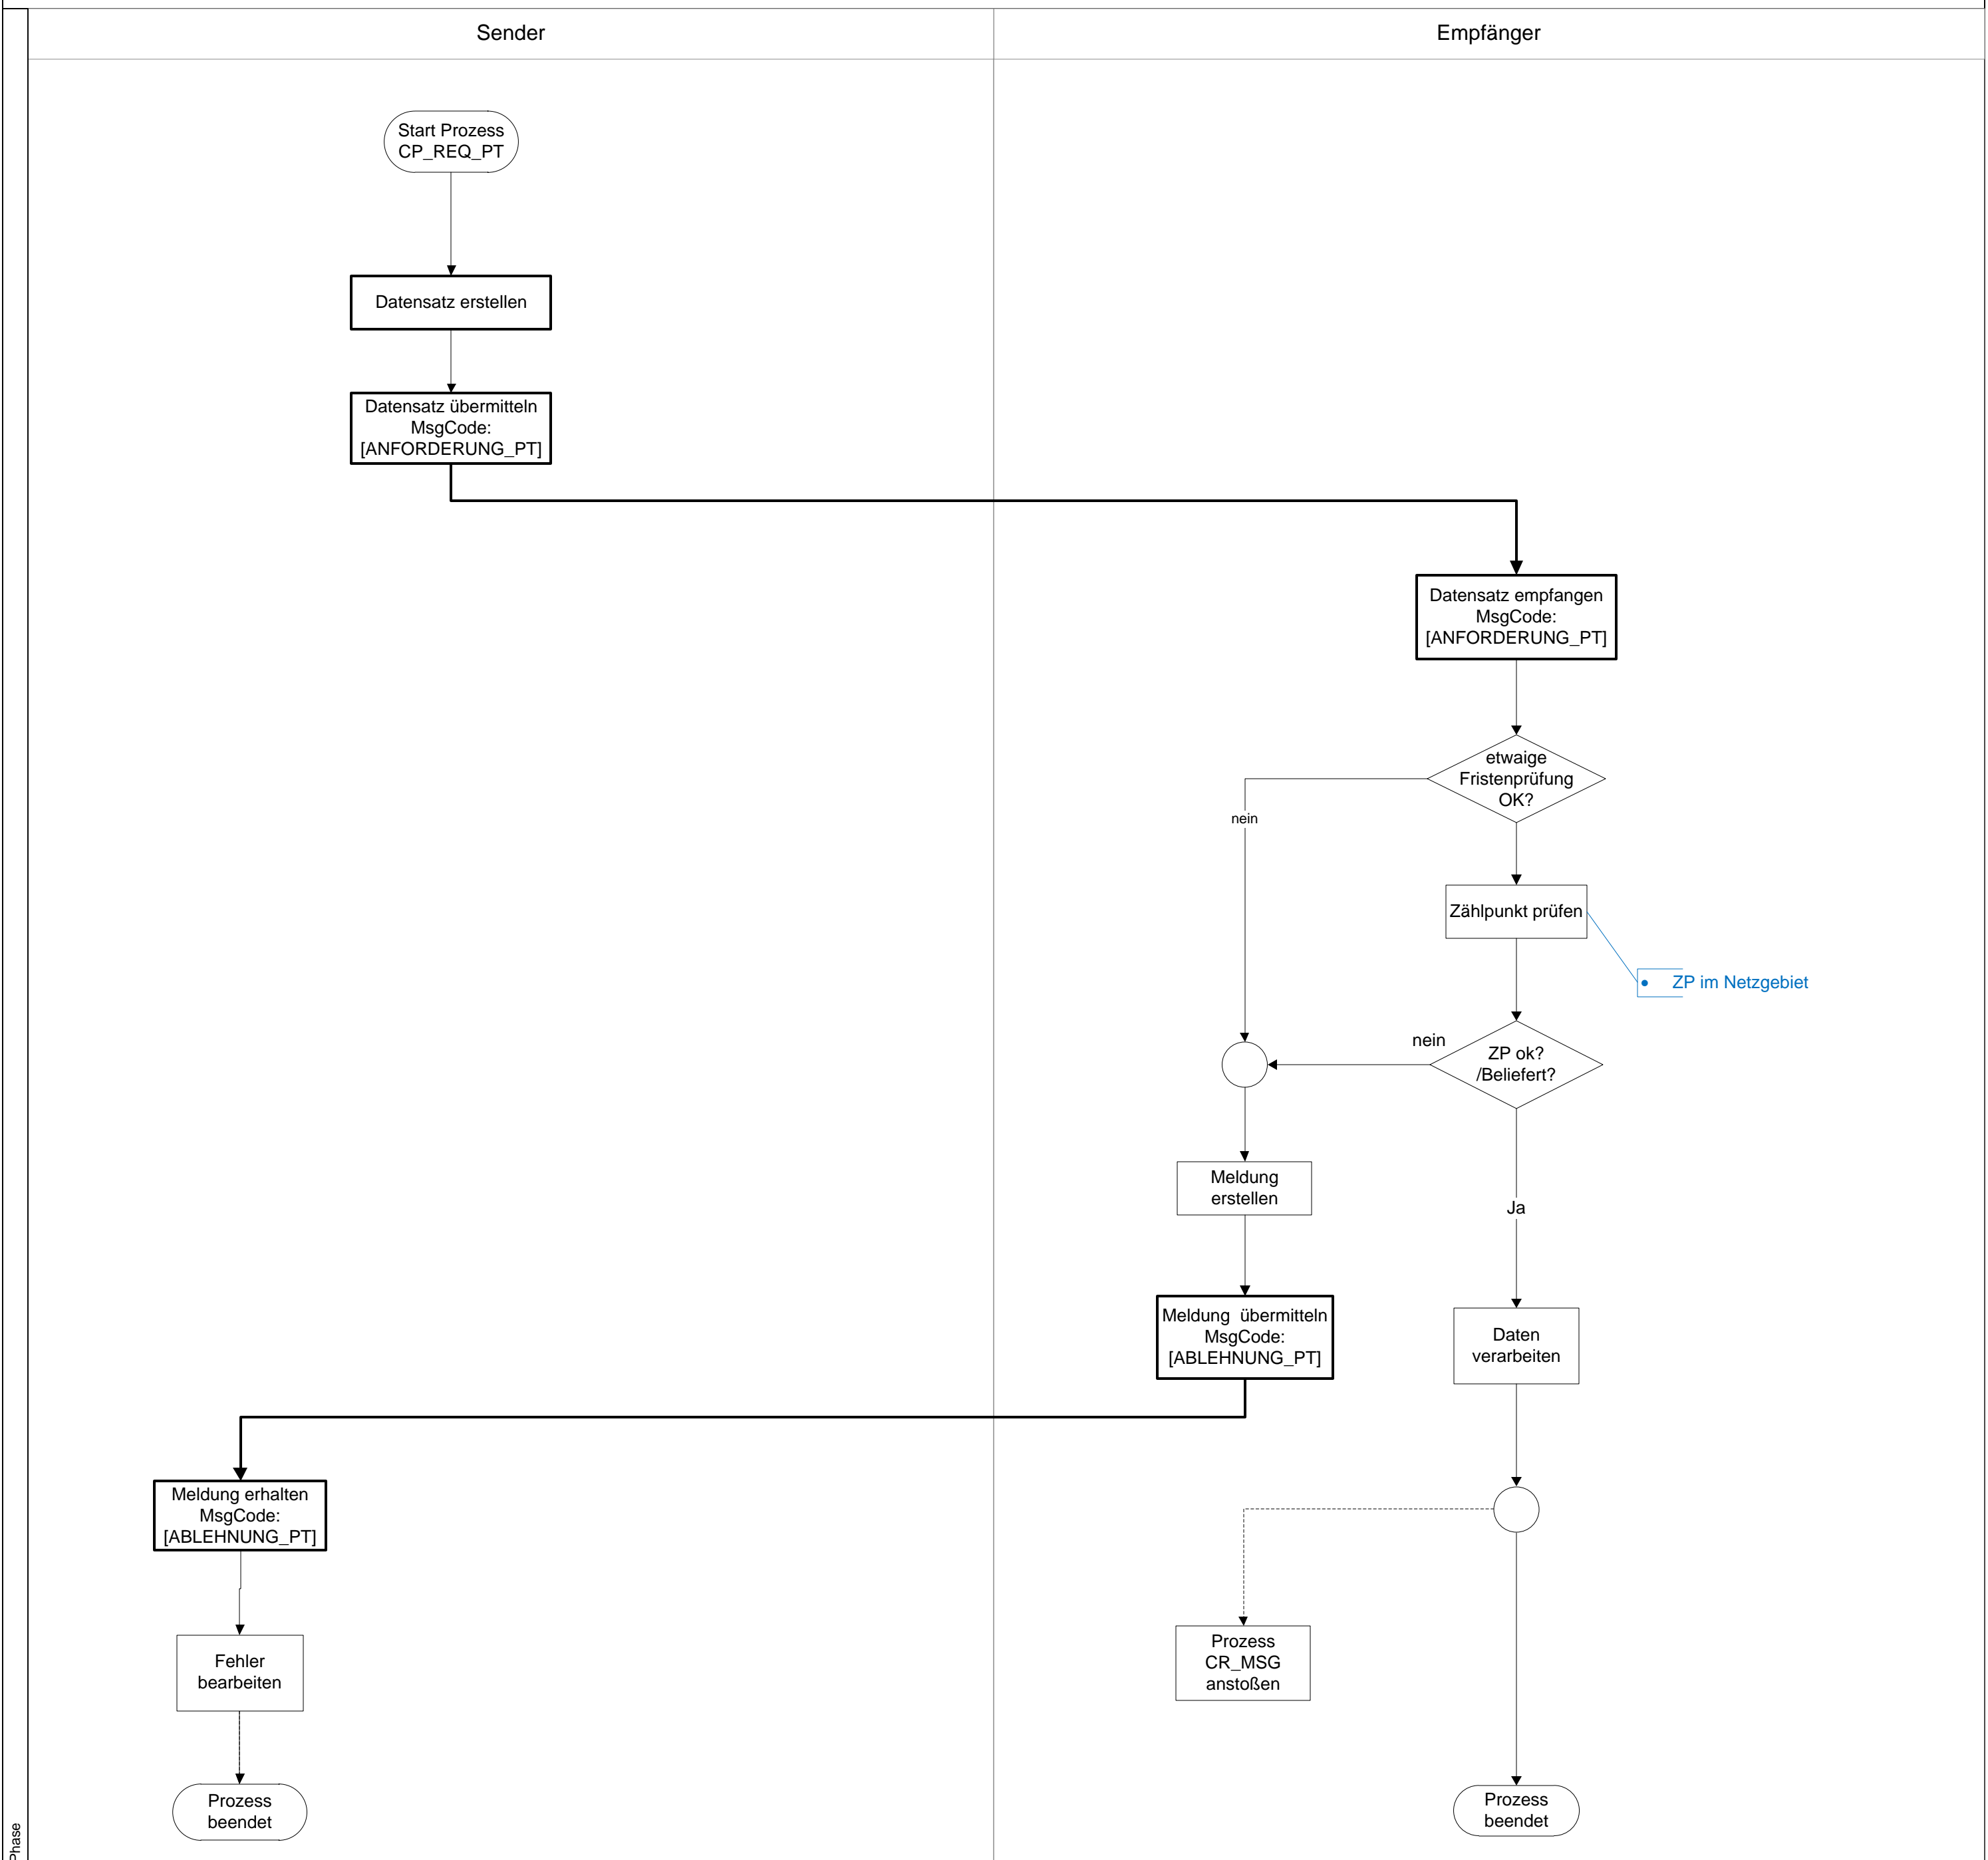 Sender
Empfänger
Start Prozess
CP_REQ_PT
Datensatz erstellen
Datensatz übermitteln
MsgCode:
[ANFORDERUNG_PT]
Datensatz empfangen
MsgCode:
[ANFORDERUNG_PT]
etwaige
Fristenprüfung
OK?
nein
Zählpunkt prüfen
• ZP im Netzgebiet
nein
ZP ok?
/Beliefert?
Meldung
erstellen
Ja
Meldung übermitteln
MsgCode:
[ABLEHNUNG_PT]
Daten
verarbeiten
Meldung erhalten
MsgCode:
[ABLEHNUNG_PT]
Fehler
bearbeiten
Prozess
CR_MSG
anstoßen
Prozess
beendet
Prozess
beendet
Phase